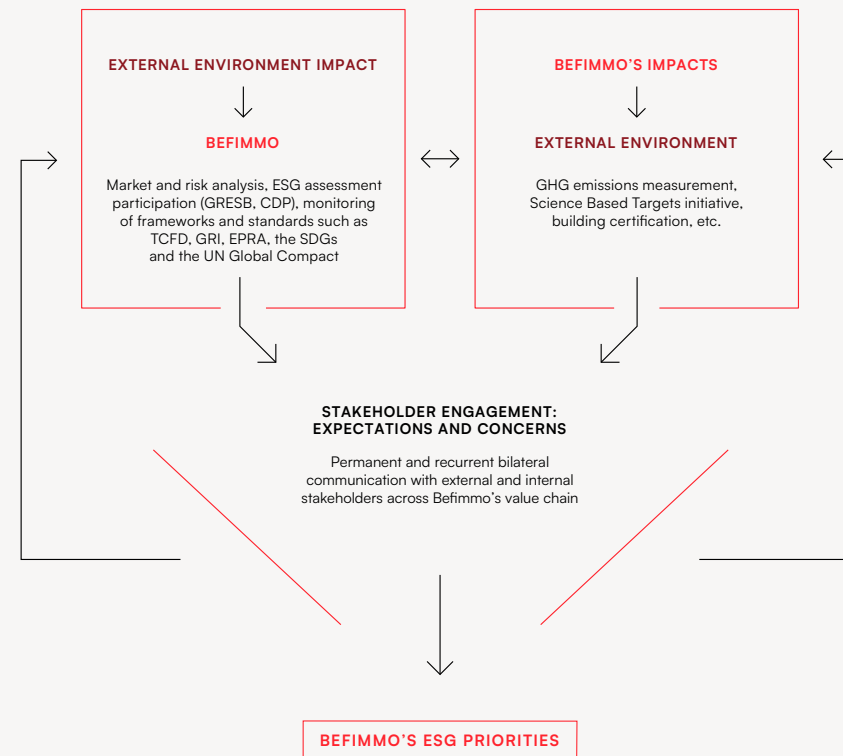 EXTERNAL ENVIRONMENT IMPACT
BEFIMMO
Market and risk analysis, ESG assessment
participation (GRESB, CDP), monitoring
of frameworks and standards such as
TCFD, GRI, EPRA, the SDGs
and the UN Global Compact
BEFIMMO’S IMPACTS
EXTERNAL ENVIRONMENT
GHG emissions measurement,
Science Based Targets initiative,
building certification, etc.
STAKEHOLDER ENGAGEMENT:
EXPECTATIONS AND CONCERNS
Permanent and recurrent bilateral
communication with external and internal
stakeholders across Befimmo’s value chain
BEFIMMO’S ESG PRIORITIES